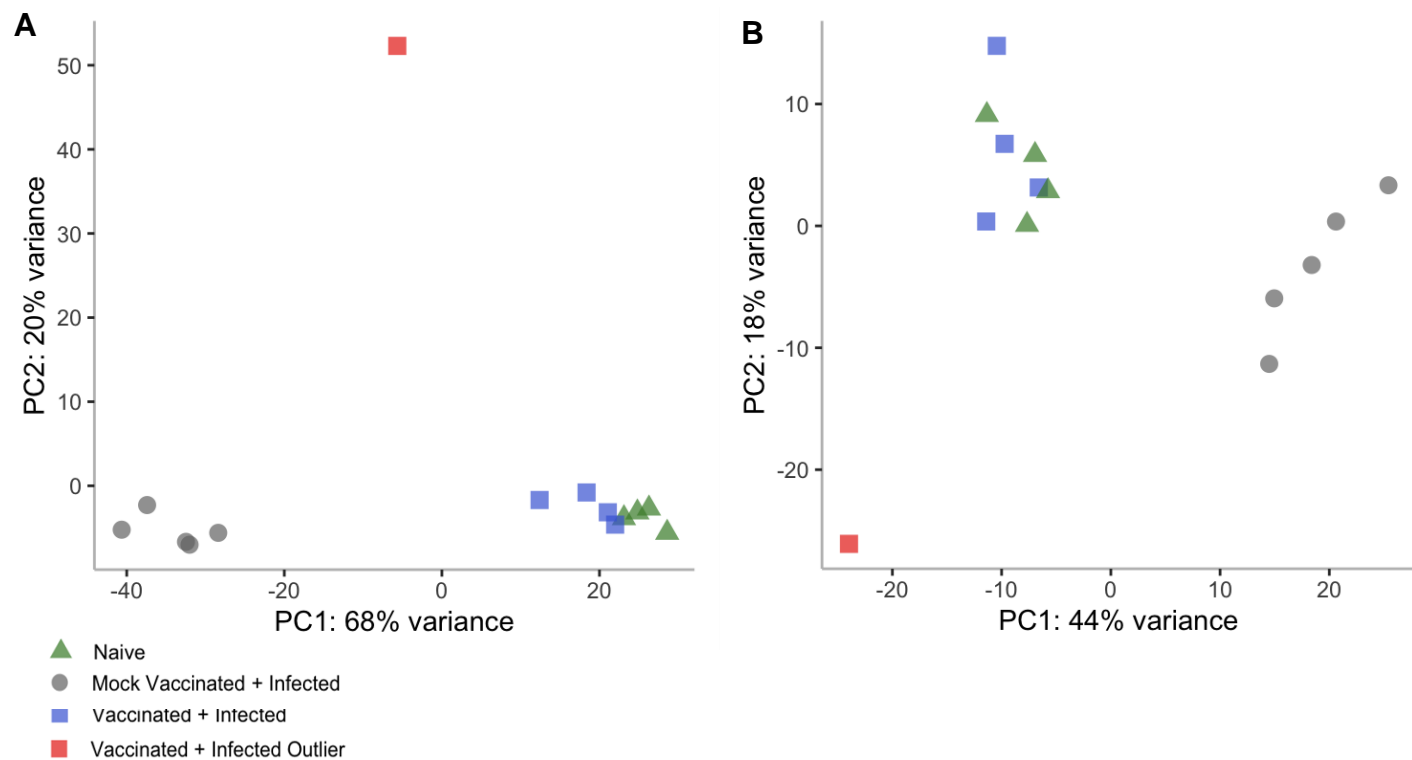 A
50
40
30
20
10
0
PC2: 20% variance
-40
-20
0
20
PC1: 68% variance
B
10
0
-10
-20
PC2: 18% variance
-20
-10
0
10
20
PC1: 44% variance
Naive
Mock Vaccinated + Infected
Vaccinated + Infected
Vaccinated + Infected Outlier